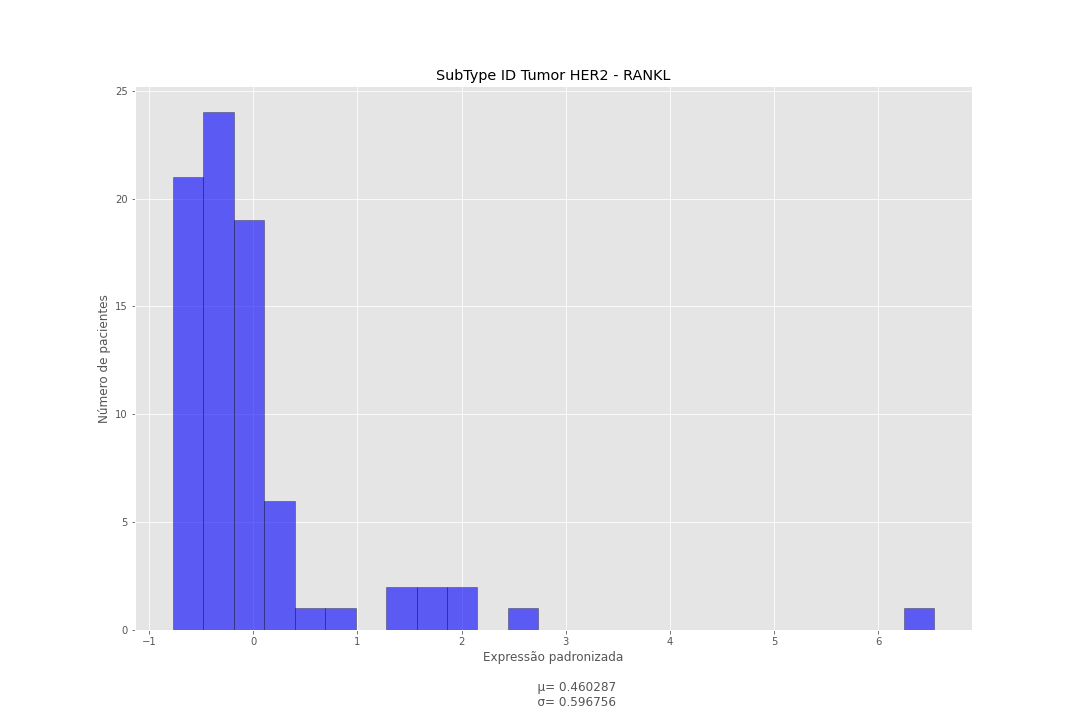 SubType ID Tumor HER2 - RANKL
25
20
15
10
5
0
Número de pacientes
−1 0 1 2 3 4 5 6
Expressão padronizada
μ= 0.460287
σ= 0.596756